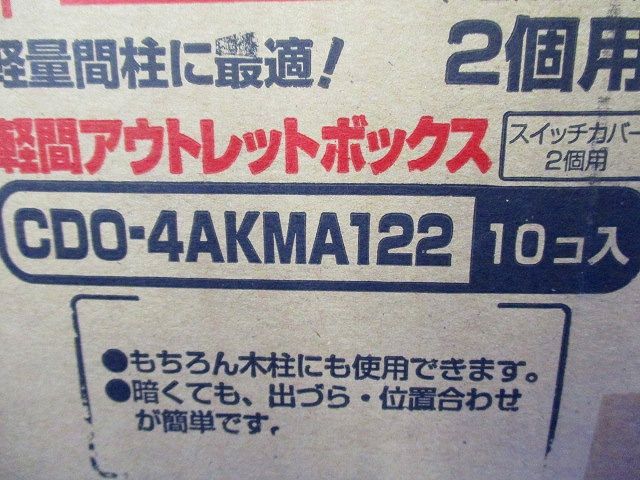 軽量間柱に最適!
2個用
軽間アウトレットボックス
スイッチカバー
2個用
CDO-4AKMA122
10コ入
●もちろん木柱にも使用できます。
●暗くても、出づら・位置合わせ
が簡単です。